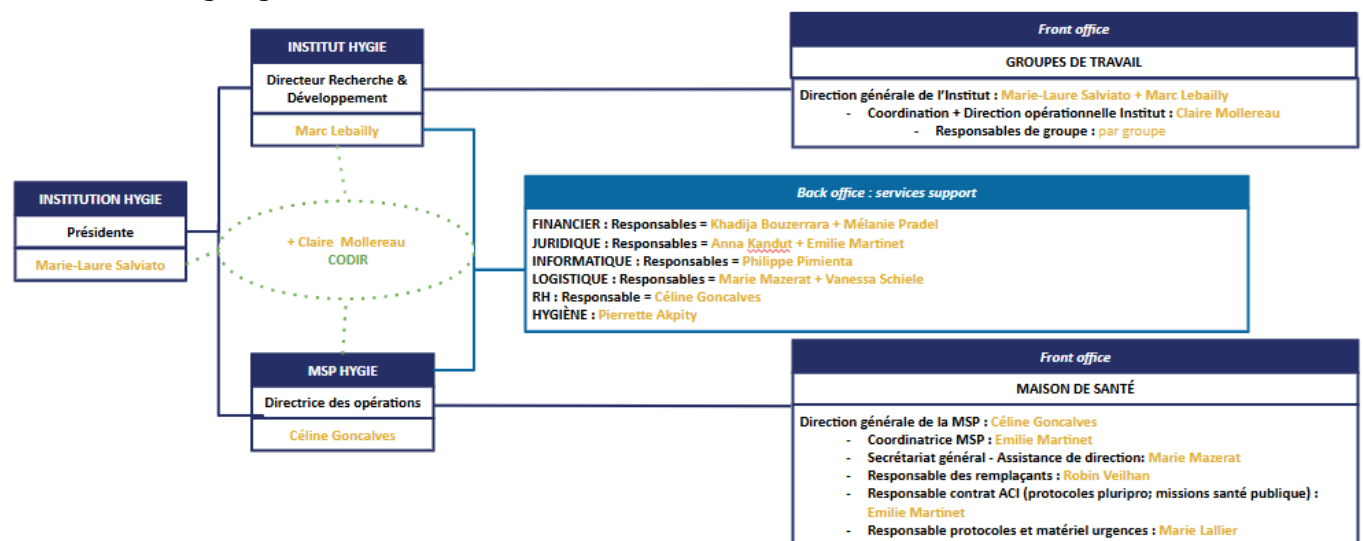 INSTITUTION HYGIE
Présidente
Marie-Laure Salviato
INSTITUT HYGIE
Directeur Recherche &
Développement
Marc Lebailly
+ Claire Mollereau
CODIR
MSP HYGIE
Directrice des opérations
Céline Goncalves
Front office
GROUPES DE TRAVAIL
Direction générale de l'Institut : Marie-Laure Salviato + Marc Lebailly
- Coordination + Direction opérationnelle Institut : Claire Mollereau
- Responsables de groupe : par groupe
Back office : services support
FINANCIER : Responsables = Khadija Bouzerrara + Mélanie Pradel
JURIDIQUE : Responsables = Anna Kandut + Emilie Martinet
INFORMATIQUE : Responsables = Philippe Pimienta
LOGISTIQUE : Responsables = Marie Mazerat + Vanessa Schiele
RH : Responsable = Céline Goncalves
HYGIÈNE : Pierrette Akpity
Front office
MAISON DE SANTÉ
Direction générale de la MSP : Céline Goncalves
- Coordinatrice MSP : Emilie Martinet
- Secrétariat général - Assistance de direction: Marie Mazerat
- Responsable des remplaçants : Robin Veilhan
- Responsable contrat ACI (protocoles pluripro; missions santé publique) :
Emilie Martinet
- Responsable protocoles et matériel urgences : Marie Lallier